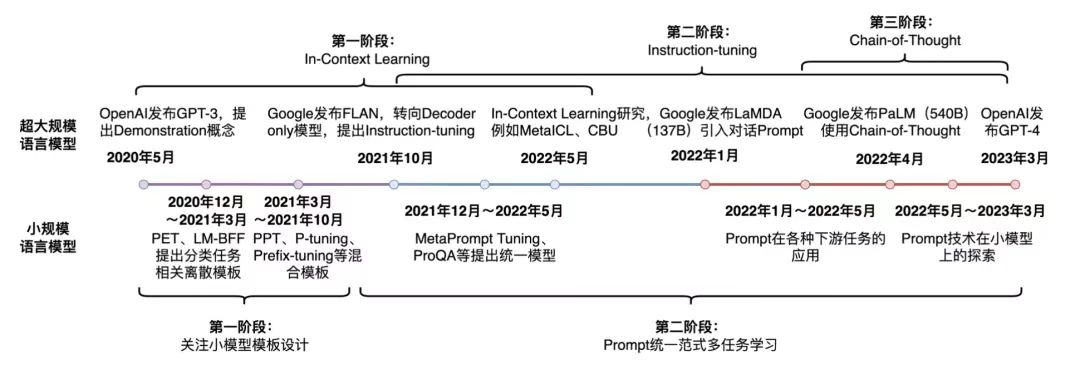 第一阶段：
In-Context Learning
第二阶段：
Instruction-tuning
第三阶段：
Chain-of-Thought
超大规模
语言模型
OpenAI发布GPT-3，提
出Demonstration概念
2020年5月
Google发布FLAN，转向Decoder
only模型，提出Instruction-tuning
2021年10月
In-Context Learning研究，
例如MetaICL、CBU
2022年5月
Google发布LaMDA
（137B）引入对话Prompt
2022年1月
Google发布PaLM（540B）
使用Chain-of-Thought
2022年4月
OpenAI发
布GPT-4
2023年3月
小规模
语言模型
2020年12月
～2021年3月
PET、LM-BFF
提出分类任务
相关离散模板
2021年3月
～2021年10月
PPT、P-tuning、
Prefix-tuning等混
合模板
2021年12月～2022年5月
MetaPrompt Tuning、
ProQA等提出统一模型
2022年1月～2022年5月
Prompt在各种下游任务的
应用
2022年5月～2023年3月
Prompt技术在小模型
上的探索
第一阶段：
关注小模型模板设计
第二阶段：
Prompt统一范式多任务学习